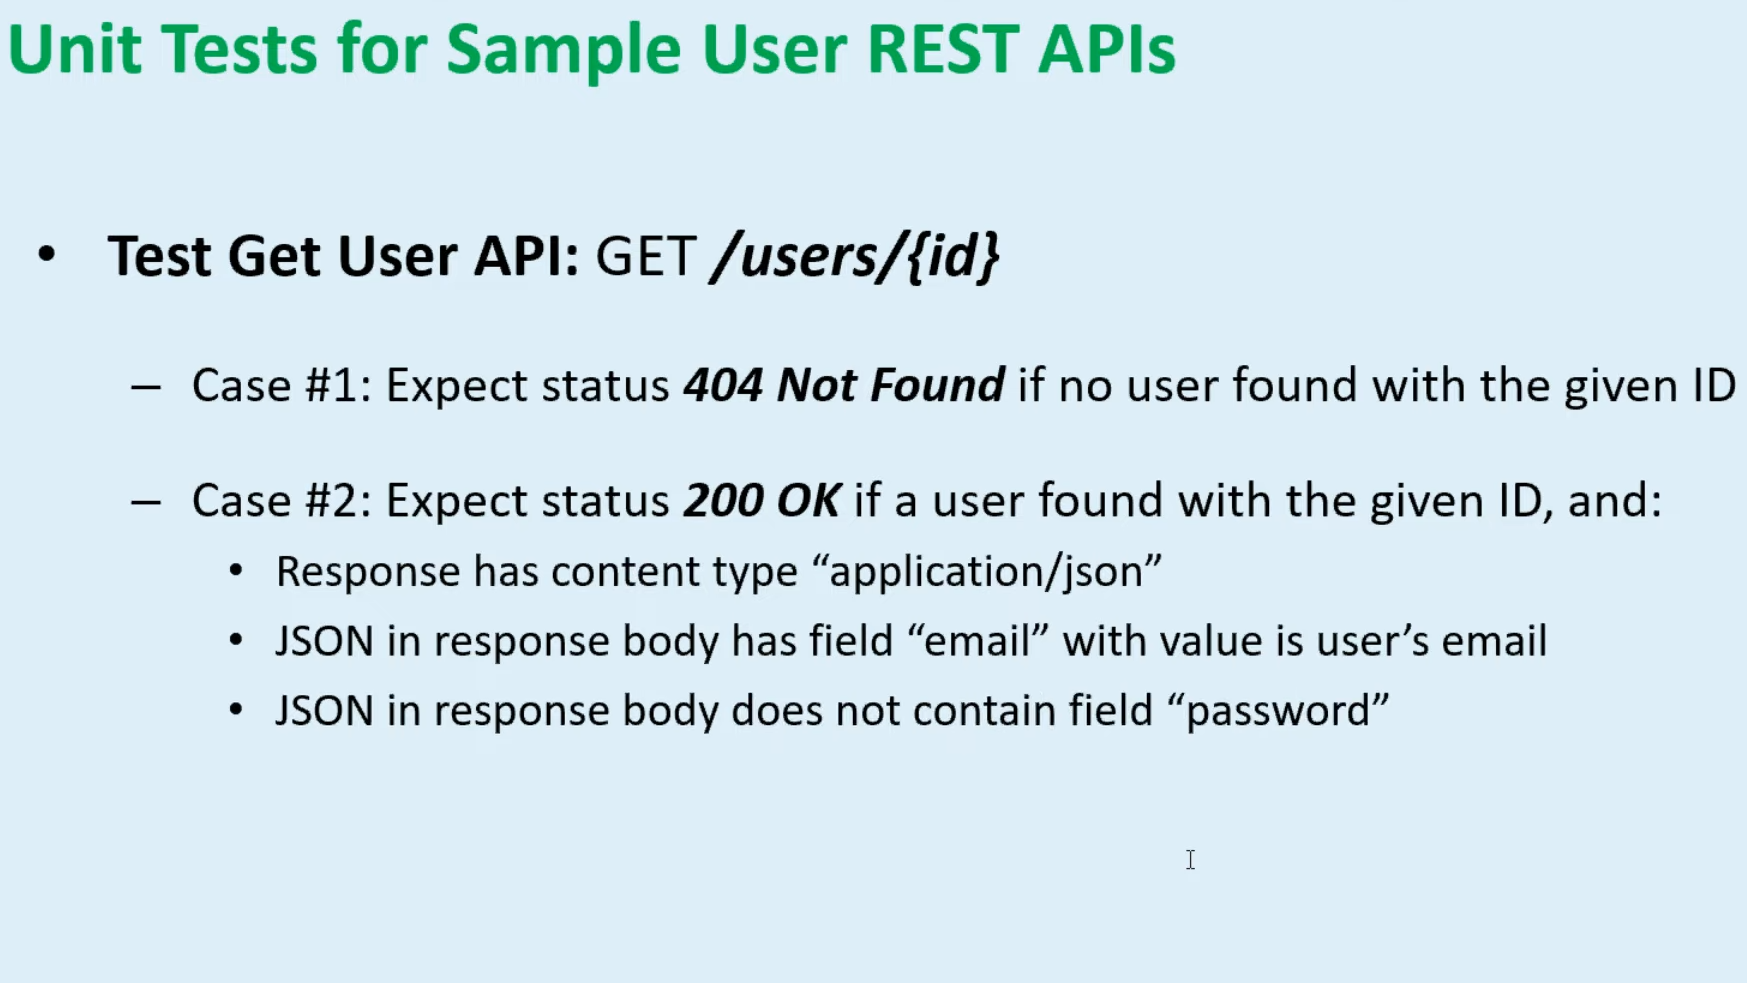 Unit Tests for Sample User REST APIs
• Test Get User API: GET /users/{id}
– Case #1: Expect status 404 Not Found if no user found with the given ID
– Case #2: Expect status 200 OK if a user found with the given ID, and:
• Response has content type “application/json”
• JSON in response body has field “email” with value is user’s email
• JSON in response body does not contain field “password”